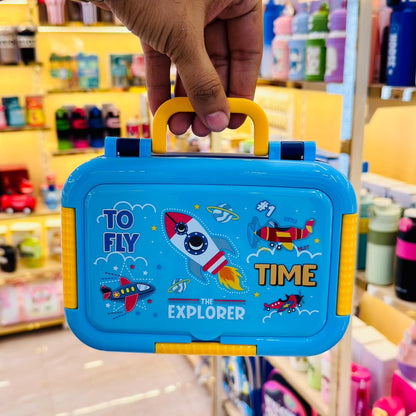 TO
FLY
#1
TIME
THE
EXPLORER